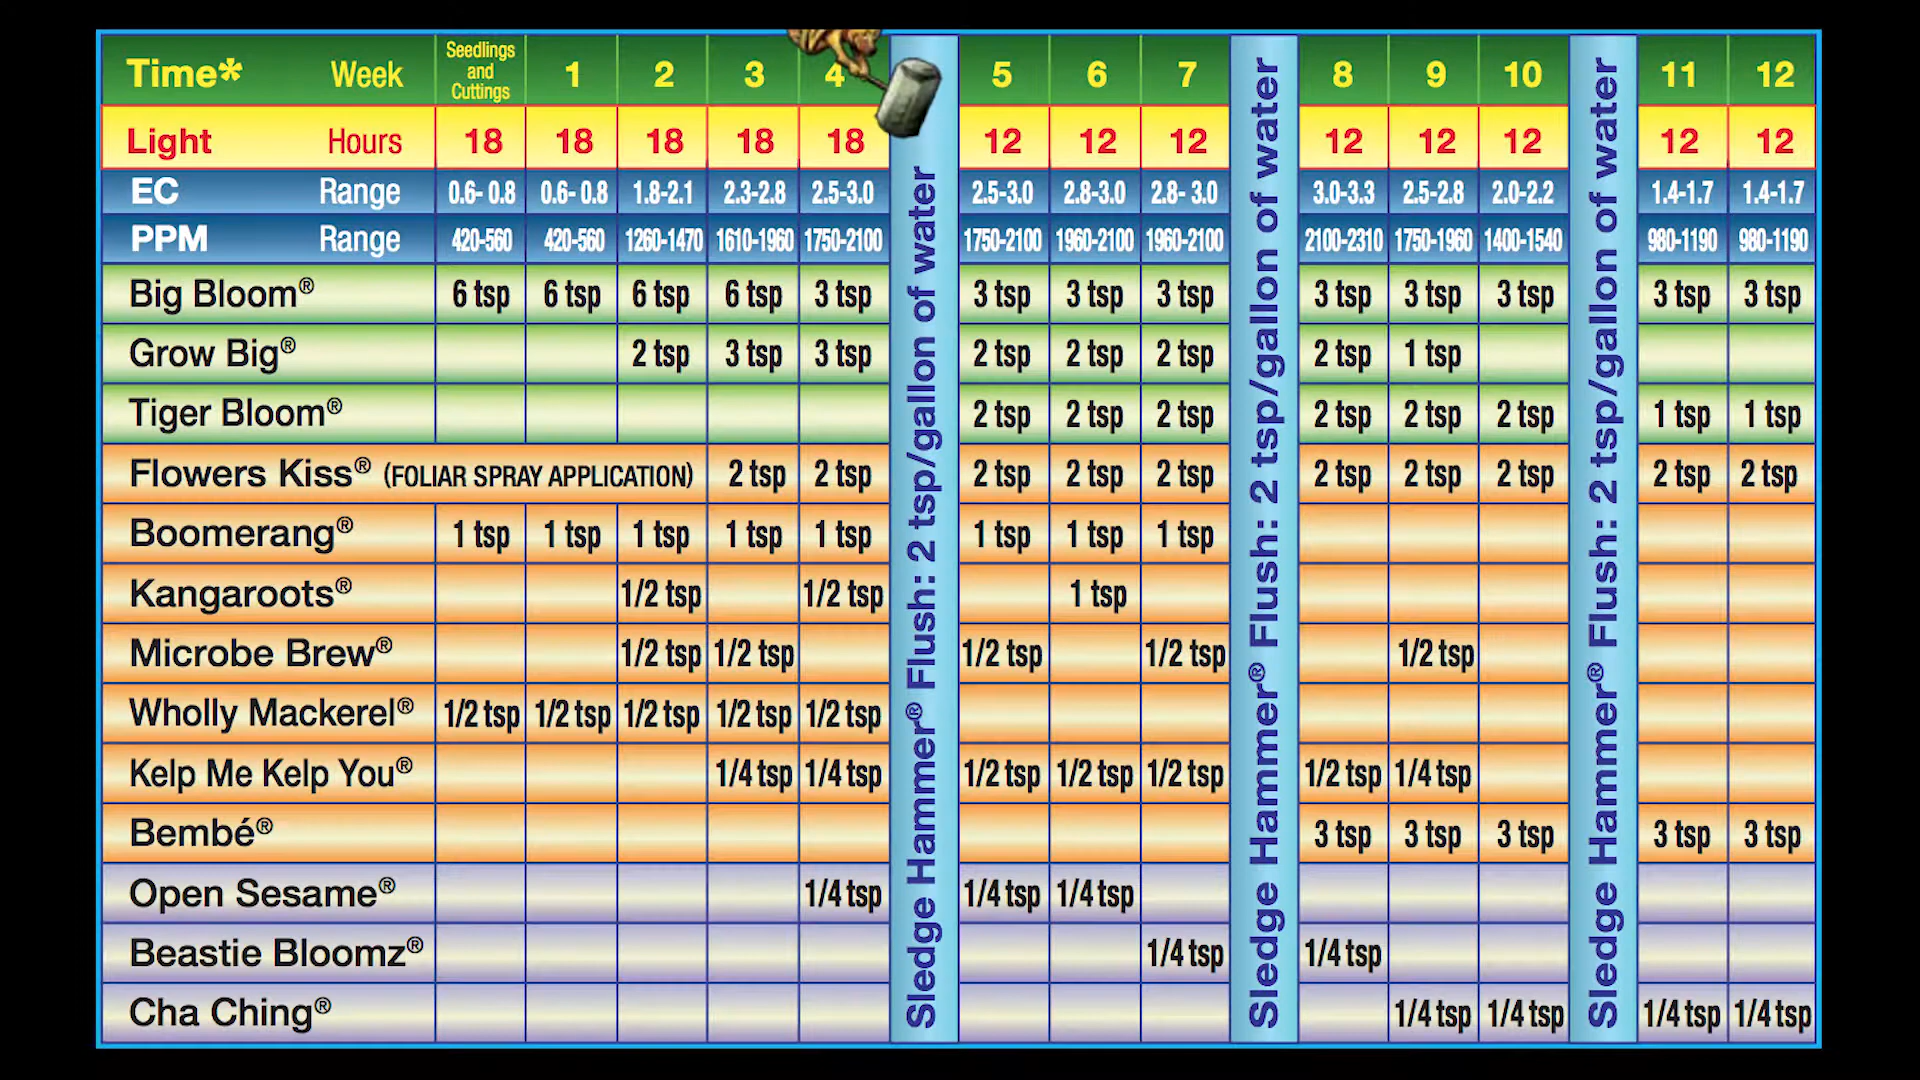 Time* Week Seedlings and Cuttings 1 2 3 4 5 6 7 8 9 10 11 12
Light Hours 18 18 18 18 18 12 12 12 12 12 12 12 12
EC Range 0.6- 0.8 0.6- 0.8 1.8-2.1 2.3-2.8 2.5-3.0 2.5-3.0 2.8-3.0 2.8- 3.0 3.0-3.3 2.5-2.8 2.0-2.2 1.4-1.7 1.4-1.7
PPM Range 420-560 420-560 1260-1470 1610-1960 1750-2100 1750-2100 1960-2100 1960-2100 2100-2310 1750-1960 1400-1540 980-1190 980-1190
Big Bloom® 6 tsp 6 tsp 6 tsp 6 tsp 3 tsp 3 tsp 3 tsp 3 tsp 3 tsp 3 tsp 3 tsp 3 tsp 3 tsp
Grow Big® 2 tsp 3 tsp 3 tsp 2 tsp 2 tsp 2 tsp 2 tsp 1 tsp
Tiger Bloom® 2 tsp 2 tsp 2 tsp 2 tsp 2 tsp 2 tsp 1 tsp 1 tsp
Flowers Kiss® (FOLIAR SPRAY APPLICATION) 2 tsp 2 tsp 2 tsp 2 tsp 2 tsp 2 tsp 2 tsp 2 tsp 2 tsp 2 tsp
Boomerang® 1 tsp 1 tsp 1 tsp 1 tsp 1 tsp 1 tsp 1 tsp 1 tsp
Kangaroots® 1/2 tsp 1/2 tsp 1 tsp
Microbe Brew® 1/2 tsp 1/2 tsp 1/2 tsp 1/2 tsp 1/2 tsp
Wholly Mackerel® 1/2 tsp 1/2 tsp 1/2 tsp 1/2 tsp 1/2 tsp
Kelp Me Kelp You® 1/4 tsp 1/4 tsp 1/2 tsp 1/2 tsp 1/2 tsp 1/2 tsp 1/4 tsp
Bembé® 3 tsp 3 tsp 3 tsp 3 tsp 3 tsp
Open Sesame® 1/4 tsp 1/4 tsp 1/4 tsp
Beastie Bloomz® 1/4 tsp 1/4 tsp
Cha Ching® 1/4 tsp 1/4 tsp 1/4 tsp 1/4 tsp
Sledge Hammer® Flush: 2 tsp/gallon of water
Sledge Hammer® Flush: 2 tsp/gallon of water
Sledge Hammer® Flush: 2 tsp/gallon of water